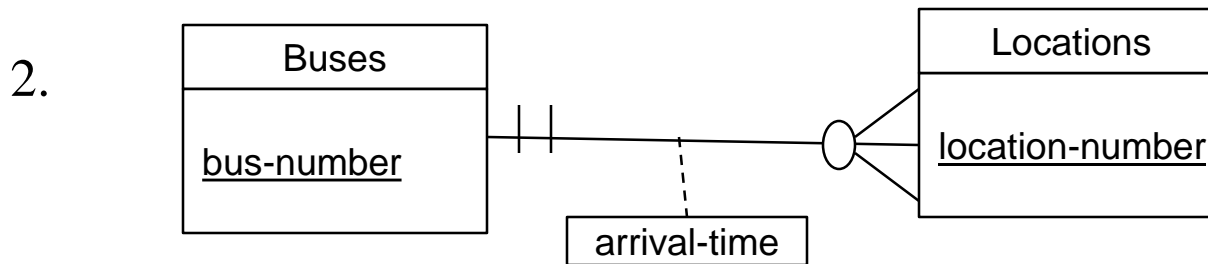 2.
Buses
bus-number
Locations
location-number
arrival-time